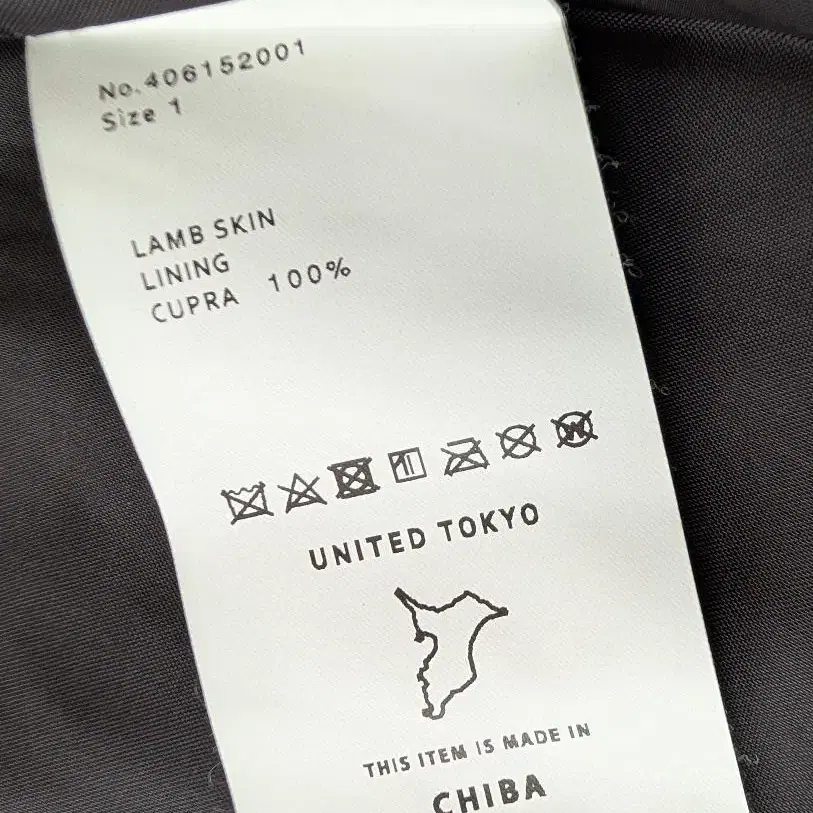 No.406152001
Size 1
LAMB SKIN
LINING
CUPRA 100%
UNITED TOKYO
THIS ITEM IS MADE IN
CHIBA